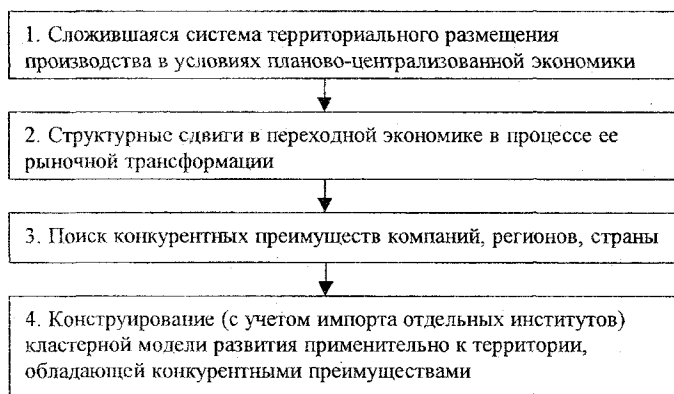 1. Сложившаяся система территориального размещения
производства в условиях планово-централизованной экономики
2. Структурные сдвиги в переходной экономике в процессе ее
рыночной трансформации
3. Поиск конкурентных преимуществ компаний, регионов, страны
4. Конструирование (с учетом импорта отдельных институтов)
кластерной модели развития применительно к территории,
обладающей конкурентными преимуществами